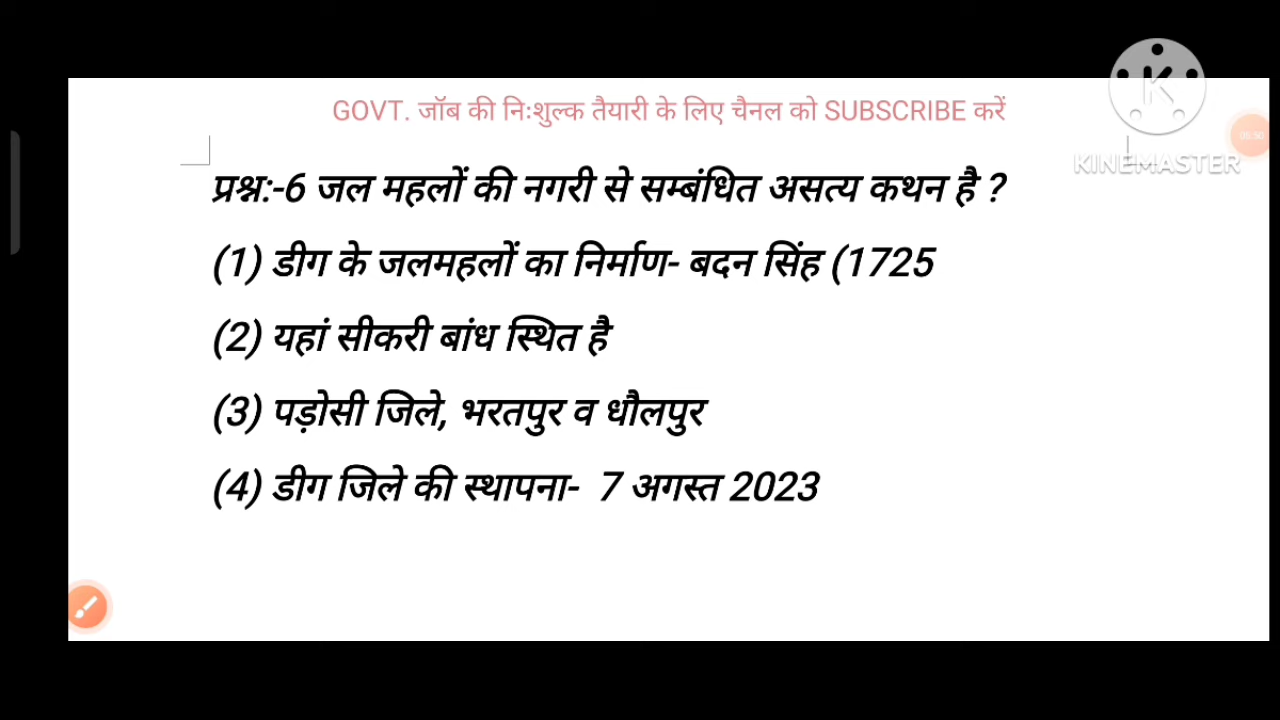 GOVT. जॉब की निःशुल्क तैयारी के लिए चैनल को SUBSCRIBE करें
KINEMASTER
प्रश्न:-6 जल महलों की नगरी से सम्बंधित असत्य कथन है ?
(1) डीग के जलमहलों का निर्माण- बदन सिंह (1725
(2) यहां सीकरी बांध स्थित है
(3) पड़ोसी जिले, भरतपुर व धौलपुर
(4) डीग जिले की स्थापना- 7 अगस्त 2023